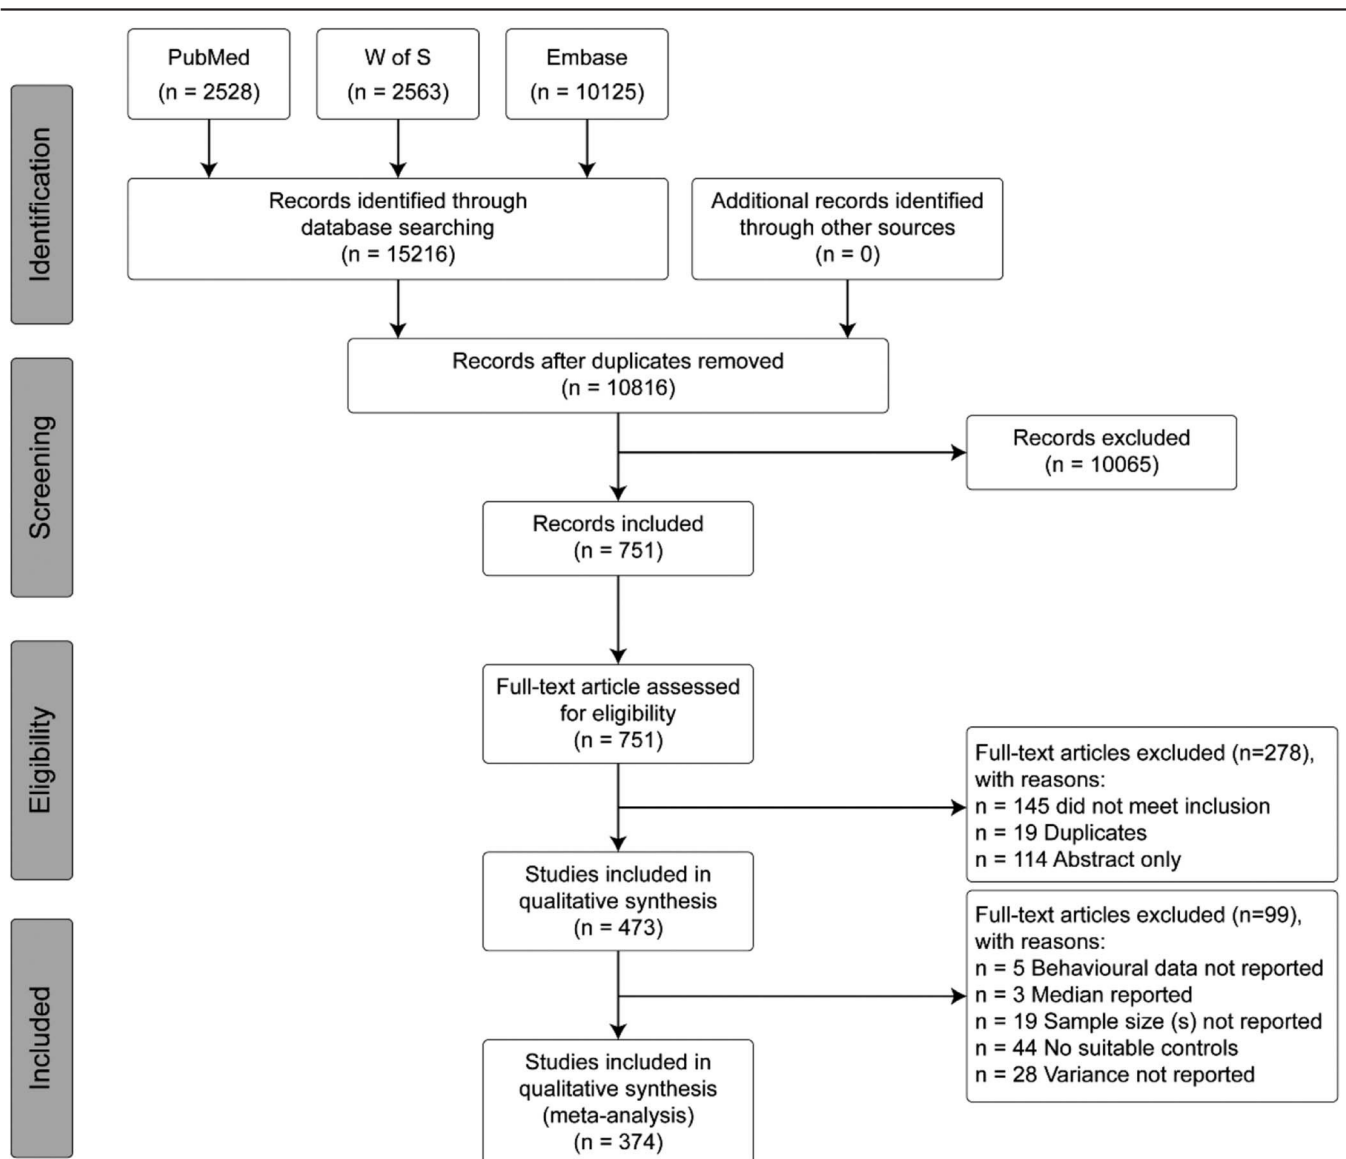 PubMed
(n = 2528)
W of S
(n = 2563)
Embase
(n = 10125)
Identification
Records identified through
database searching
(n = 15216)
Additional records identified
through other sources
(n = 0)
Records after duplicates removed
(n = 10816)
Screening
Records excluded
(n = 10065)
Records included
(n = 751)
Eligibility
Full-text article assessed
for eligibility
(n = 751)
Full-text articles excluded (n=278),
with reasons:
n = 145 did not meet inclusion
n = 19 Duplicates
n = 114 Abstract only
Studies included in
qualitative synthesis
(n = 473)
Included
Full-text articles excluded (n=99),
with reasons:
n = 5 Behavioural data not reported
n = 3 Median reported
n = 19 Sample size (s) not reported
n = 44 No suitable controls
n = 28 Variance not reported
Studies included in
qualitative synthesis
(meta-analysis)
(n = 374)